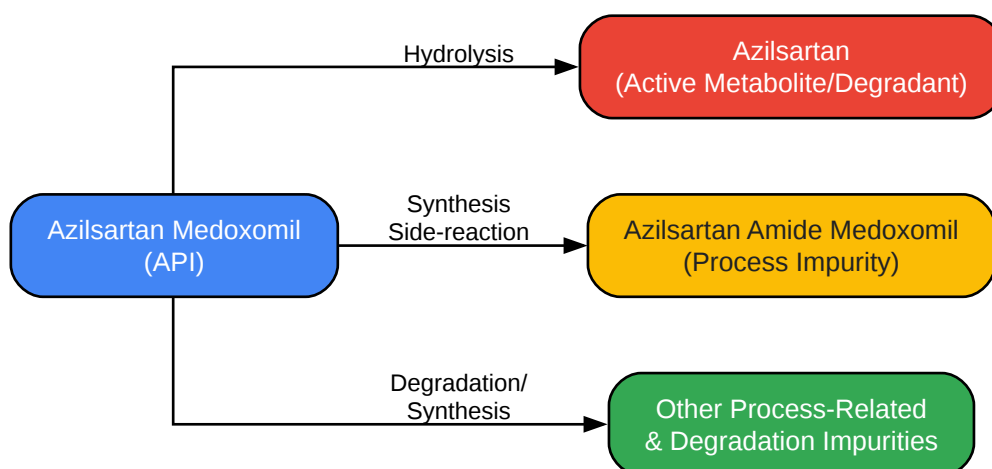 Hydrolysis
Azilsartan
(Active Metabolite/Degradant)
Azilsartan Medoxomil
(API)
Synthesis
Side-reaction
Azilsartan Amide Medoxomil
(Process Impurity)
Degradation/
Synthesis
Other Process-Related
& Degradation Impurities